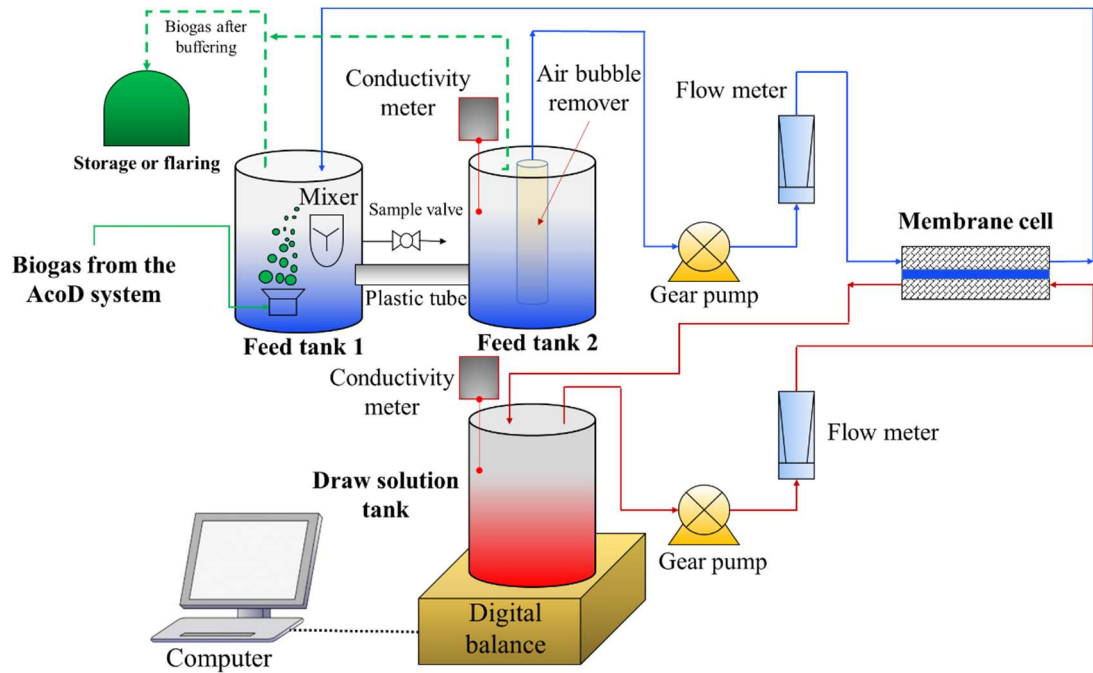 Biogas after
buffering
Storage or flaring
Conductivity
meter
Air bubble
remover
Flow meter
Mixer
Sample valve
Biogas from the
AcoD system
Plastic tube
Gear pump
Membrane cell
Feed tank 1
Feed tank 2
Conductivity
meter
Flow meter
Draw solution
tank
Gear pump
Digital
balance
Computer